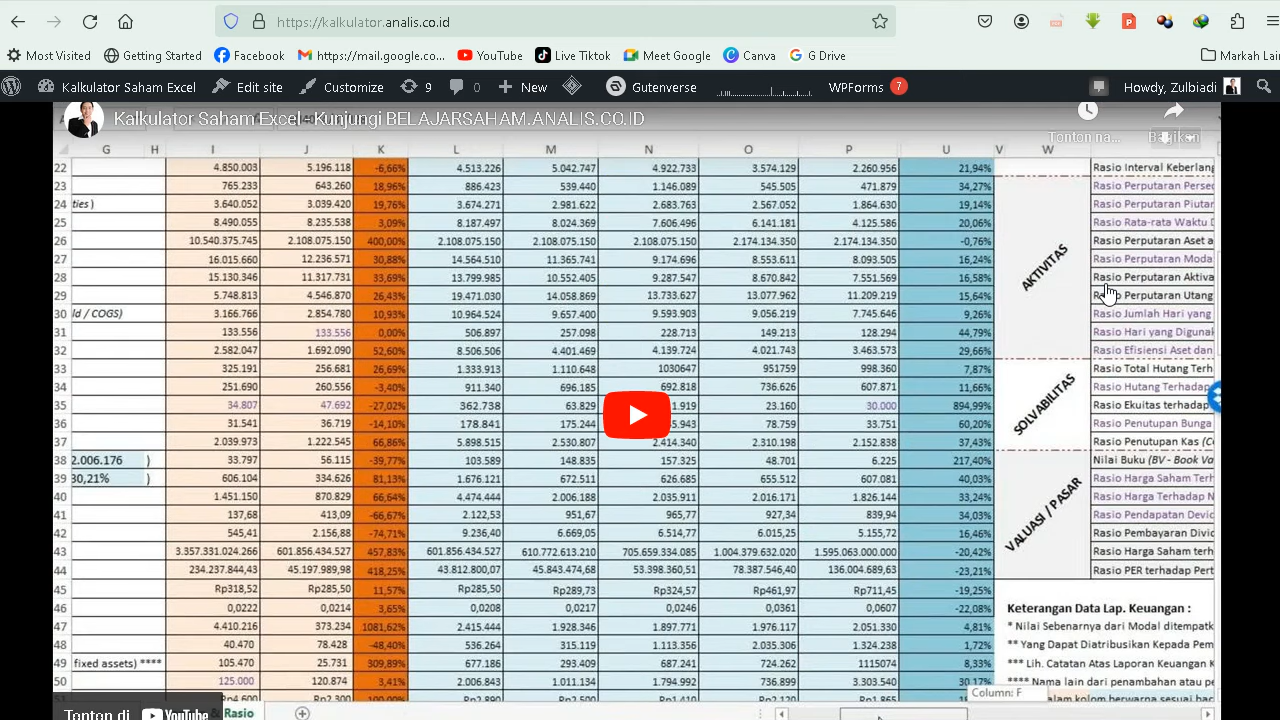 https://kalkulator.analis.co.id
Most Visited Getting Started Facebook https://mail.google.co... YouTube Live Tiktok Meet Google Canva G Drive Markah Lain
Kalkulator Saham Excel Edit site Customize 9 0 New Gutenverse WPForms 7 Howdy, Zulbiadi
Kalkulator Saham Excel - Kunjungi BELAJARSAHAM.ANALIS.CO.ID
Tonton na... Bagikan
G H I J K L M N O P U V W
22 4.850.003 5.196.118 -6,66% 4.513.226 5.042.747 4.922.733 3.574.129 2.260.956 21,94% Rasio Interval Keberlang
23 765.233 643.260 18,96% 886.423 539.440 1.146.089 545.505 471.879 34,27% Rasio Perputaran Persed
24 ties ) 3.640.052 3.039.420 19,76% 3.674.271 2.981.622 2.683.763 2.567.052 1.864.630 19,14% Rasio Perputaran Piutar
25 8.490.055 8.235.538 3,09% 8.187.497 8.024.369 7.606.496 6.141.181 4.125.586 20,06% Rasio Rata-rata Waktu D
26 10.540.375.745 2.108.075.150 400,00% 2.108.075.150 2.108.075.150 2.108.075.150 2.174.134.350 2.174.134.350 -0,76% Rasio Perputaran Aset a
27 16.015.660 12.236.571 30,88% 14.564.510 11.365.741 9.174.696 8.553.611 8.093.505 16,24% AKTIVITAS Rasio Perputaran Moda
28 15.130.346 11.317.731 33,69% 13.799.985 10.552.405 9.287.547 8.670.842 7.551.569 16,58% Rasio Perputaran Aktiva
29 5.748.813 4.546.870 26,43% 19.471.030 14.058.869 13.733.627 13.077.962 11.209.219 15,64% Rasio Perputaran Utang
30 ld / COGS) 3.166.766 2.854.780 10,93% 10.964.524 9.657.400 9.593.903 9.056.195 7.745.646 9,26% Rasio Jumlah Hari yang
31 133.556 133.556 0,00% 506.897 257.098 228.713 149.213 128.294 44,79% Rasio Hari yang Digunak
32 2.582.047 1.692.090 52,60% 8.506.506 4.401.469 4.139.724 4.021.743 3.463.573 29,66% Rasio Efisiensi Aset dan
33 325.191 256.681 26,69% 1.333.913 1.110.648 1030647 951759 998.360 7,87% Rasio Total Hutang Terh
34 251.690 260.556 -3,40% 911.340 696.185 692.818 736.626 607.871 11,66% Rasio Hutang Terhadap
35 34.807 47.692 -27,02% 362.738 63.829 1.919 23.160 30.000 894,99% SOLVABILITAS Rasio Ekuitas terhadap
36 31.541 36.719 -14,10% 178.841 175.244 5.943 78.759 33.751 60,20% Rasio Penutupan Bunga
37 2.039.973 1.222.545 66,86% 5.898.515 2.530.807 2.414.340 2.310.198 2.152.838 37,43% Rasio Penutupan Kas (C
38 2.006.176 ) 33.797 56.115 -39,77% 103.589 148.835 157.325 48.701 6.225 217,40% Nilai Buku (BV - Book Va
39 30,21% ) 606.104 334.626 81,13% 1.676.121 672.511 626.685 655.532 607.081 40,03% Rasio Harga Saham Terh
40 1.451.150 870.829 66,64% 4.474.444 2.006.188 2.035.911 2.016.171 1.826.144 33,24% Rasio Harga Terhadap N
41 137,68 413,09 -66,67% 2.122,53 951,67 965,77 927,34 839,94 34,03% VALUASI / PASAR Rasio Pendapatan Devid
42 545,41 2.156,88 -74,71% 9.236,40 6.669,05 6.514,77 6.015,25 5.155,72 16,46% Rasio Pembayaran Divid
43 3.357.331.024.266 601.856.434.527 457,83% 601.856.434.527 610.772.613.210 705.659.334.085 1.004.379.632.020 1.595.063.000.000 -20,42% Rasio Harga Saham terh
44 234.237.844,43 45.197.989,98 418,25% 43.812.800,07 45.843.474,68 53.398.360,51 78.387.546,40 136.004.689,63 -23,21% Rasio PER terhadap Pert
45 Rp318,52 Rp285,50 11,57% Rp285,50 Rp289,73 Rp324,57 Rp461,97 Rp711,45 -19,25%
46 0,0222 0,0214 3,65% 0,0208 0,0217 0,0246 0,0361 0,0607 -22,08% Keterangan Data Lap. Keuangan :
47 4.410.216 373.234 1081,62% 2.415.444 1.928.346 1.897.771 1.976.117 2.051.330 4,81% * Nilai Sebenarnya dari Modal ditempatk
48 40.470 78.428 -48,40% 536.264 315.119 1.113.356 2.035.306 1.324.238 1,72% ** Yang Dapat Diatribusikan Kepada Pem
49 fixed assets) **** 105.470 25.731 309,89% 677.186 293.409 687.241 724.262 1115074 8,33% *** Lih. Catatan Atas Laporan Keuangan K
50 125.000 120.874 3,41% 2.006.843 1.011.134 1.794.992 736.899 3.303.540 30,17% **** Nama lain dari penambahan atau pe
Column: F
Rp4.600 Rp2.300 100,00% Rp2.890 Rp2.500 Rp1.410 Rp2.120 Rp1.865 alam kolom berwarna sesuai bac
Tonton di YouTube & Rasio